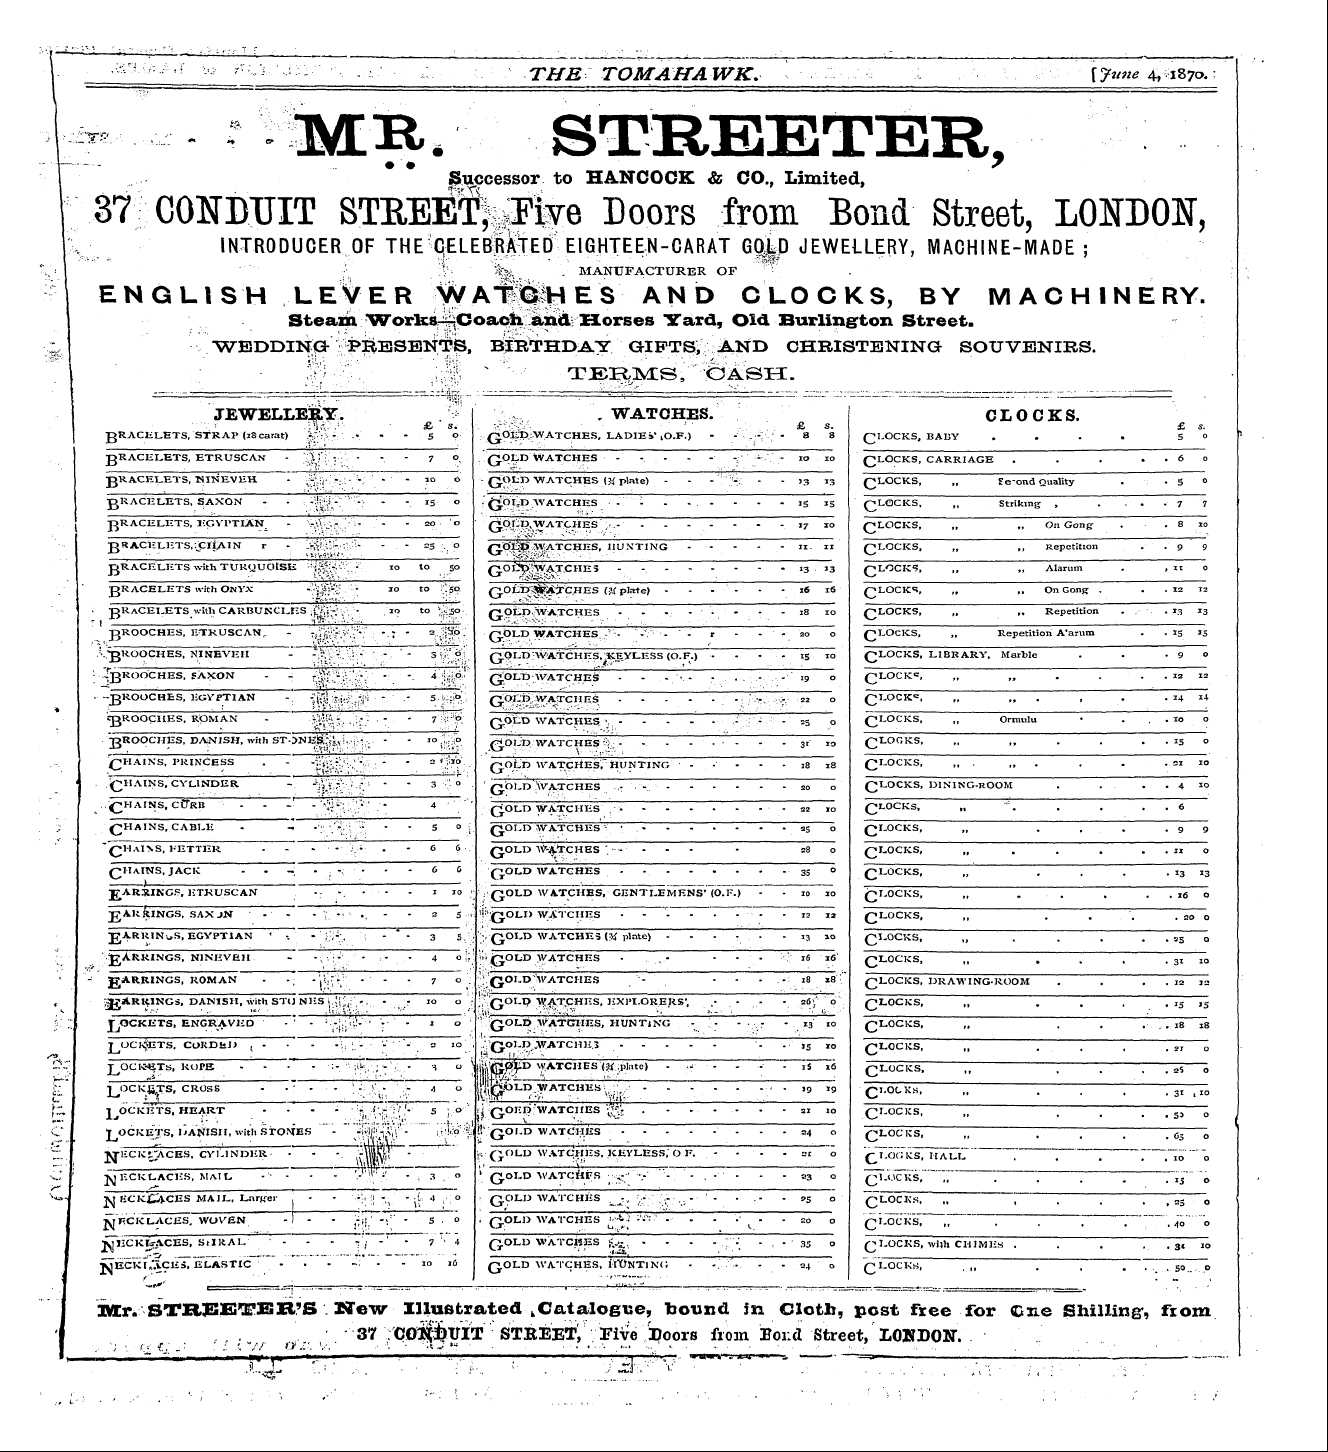 THE TOMAHAWK. [June 4, 1870.
MR. STREETER,
Successor to HANCOCK & CO., Limited,
37 CONDUIT STREET, Five Doors from Bond Street, LONDON,
INTRODUCER OF THE CELEBRATED EIGHTEEN-CARAT GOLD JEWELLERY, MACHINE-MADE ;
MANUFACTURER OF
ENGLISH LEVER WATCHES AND CLOCKS, BY MACHINERY.
Steam Works—Coach and Horses Yard, Old Burlington Street.
WEDDING PRESENTS, BIRTHDAY GIFTS, AND CHRISTENING SOUVENIRS.
TERMS, CASH.
JEWELLERY.
£ s.
BRACELETS, STRAP (18 carat) 5 0
BRACELETS, ETRUSCAN 7 0
BRACELETS, NINEVEH 10 0
BRACELETS, SAXON 15 0
BRACELETS, EGYPTIAN 20 0
BRACELETS, CHAIN 25 0
BRACELETS with TURQUOISE 10 to 50
BRACELETS with ONYX 10 to 50
BRACELETS with CARBUNCLES 10 to 50
BROOCHES, ETRUSCAN 2 10
BROOCHES, NINEVEH 3 0
BROOCHES, SAXON 4 0
BROOCHES, EGYPTIAN 5 0
BROOCHES, ROMAN 7 0
BROOCHES, DANISH, with STONES 10 0
CHAINS, PRINCESS 2 10
CHAINS, CYLINDER 3 0
CHAINS, CURB 4
CHAINS, CABLE 5 0
CHAINS, FETTER 6 6
CHAINS, JACK 6 6
EARRINGS, ETRUSCAN 1 10
EARRINGS, SAXON 2 5
EARRINGS, EGYPTIAN 3 5
EARRINGS, NINEVEH 4 0
EARRINGS, ROMAN 7 0
EARRINGS, DANISH, with STONES 10 0
LOCKETS, ENGRAVED 1 0
LOCKETS, CORDED 2 10
LOCKETS, ROPE 3 0
LOCKETS, CROSS 4 0
LOCKETS, HEART 5 0
LOCKETS, DANISH, with STONES
NECKLACES, CYLINDER
NECKLACES, MAIL 3 0
NECKLACES MAIL, Larger 4 0
NECKLACES, WOVEN 5 0
NECKLACES, SPIRAL 7 4
NECKLACES, ELASTIC 10 16
WATCHES.
£ s.
GOLD WATCHES, LADIES' (O.F.) 8 8
GOLD WATCHES 10 10
GOLD WATCHES (¾ plate) 13 13
GOLD WATCHES 15 15
GOLD WATCHES 17 10
GOLD WATCHES, HUNTING 11 11
GOLD WATCHES 13 13
GOLD WATCHES (¾ plate) 16 16
GOLD WATCHES 18 10
GOLD WATCHES 20 0
GOLD WATCHES, KEYLESS (O.F.) 15 10
GOLD WATCHES 19 0
GOLD WATCHES 22 0
GOLD WATCHES 25 0
GOLD WATCHES 31 10
GOLD WATCHES, HUNTING 18 18
GOLD WATCHES 20 0
GOLD WATCHES 22 10
GOLD WATCHES 25 0
GOLD WATCHES 28 0
GOLD WATCHES 35 0
GOLD WATCHES, GENTLEMENS' (O.F.) 10 10
GOLD WATCHES 12 12
GOLD WATCHES (¾ plate) 13 10
GOLD WATCHES 16 16
GOLD WATCHES 18 18
GOLD WATCHES, EXPLORERS', 26 0
GOLD WATCHES, HUNTING 13 10
GOLD WATCHES 15 10
GOLD WATCHES (¾ plate) 16 16
GOLD WATCHES 19 19
GOLD WATCHES 21 10
GOLD WATCHES 24 0
GOLD WATCHES, KEYLESS, O F. 21 0
GOLD WATCHES 23 0
GOLD WATCHES 25 0
GOLD WATCHES 20 0
GOLD WATCHES 35 0
GOLD WATCHES, HUNTING 24 0
CLOCKS.
£ s.
CLOCKS, BABY 5 0
CLOCKS, CARRIAGE 6 0
CLOCKS, „ Second Quality 5 0
CLOCKS, „ Striking 7 7
CLOCKS, „ „ On Gong 8 10
CLOCKS, „ „ Repetition 9 9
CLOCKS, „ „ Alarum 11 0
CLOCKS, „ „ On Gong 12 12
CLOCKS, „ „ Repetition 13 13
CLOCKS, „ Repetition Alarum 15 15
CLOCKS, LIBRARY, Marble 9 0
CLOCKS, „ „ 12 12
CLOCKS, „ „ 14 14
CLOCKS, „ Ormulu 10 0
CLOCKS, „ „ 15 0
CLOCKS, „ „ 21 10
CLOCKS, DINING-ROOM 4 10
CLOCKS, „ 6
CLOCKS, „ 9 9
CLOCKS, „ 11 0
CLOCKS, „ 13 13
CLOCKS, „ 16 0
CLOCKS, „ 20 0
CLOCKS, „ 25 0
CLOCKS, „ 31 10
CLOCKS, DRAWING-ROOM 12 12
CLOCKS, „ 15 15
CLOCKS, „ 18 18
CLOCKS, „ 21 0
CLOCKS, „ 25 0
CLOCKS, „ 31 10
CLOCKS, „ 50 0
CLOCKS, „ 65 0
CLOCKS, HALL 10 0
CLOCKS, „ 15 0
CLOCKS, „ 25 0
CLOCKS, „ 40 0
CLOCKS, with CHIMES 31 10
CLOCKS, „ 50 0
Mr. STREETER'S New Illustrated Catalogue, bound in Cloth, post free for One Shilling, from
37 CONDUIT STREET, Five Doors from Bond Street, LONDON.